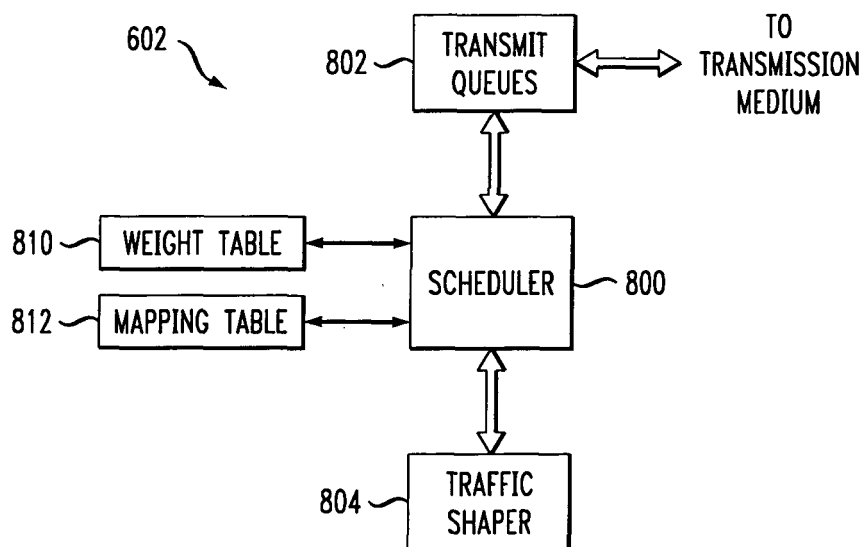 602
802
TRANSMIT
QUEUES
TO
TRANSMISSION
MEDIUM
810
WEIGHT TABLE
812
MAPPING TABLE
SCHEDULER
800
804
TRAFFIC
SHAPER